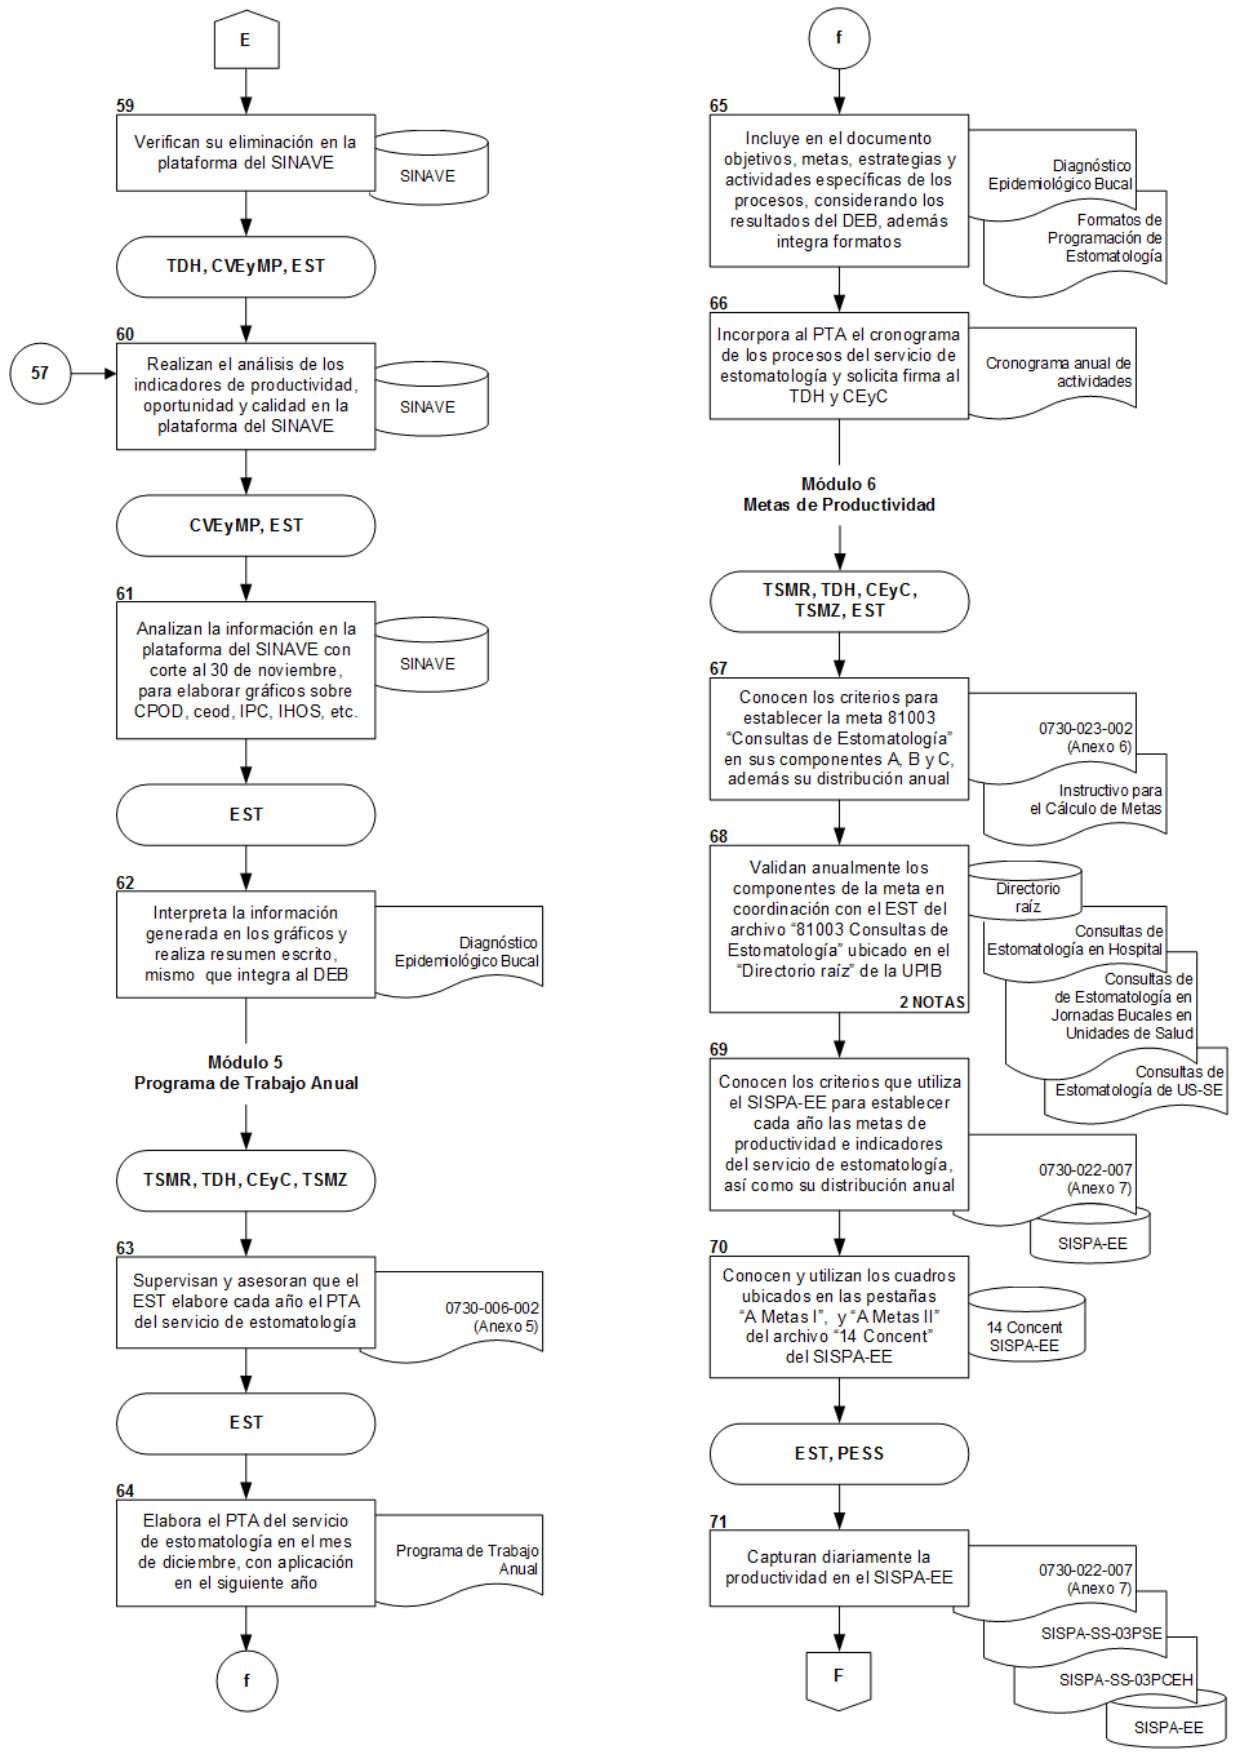 E
59
Verifican su eliminación en la
plataforma del SINAVE
SINAVE
TDH, CVEyMP, EST
57
60
Realizan el análisis de los
indicadores de productividad,
oportunidad y calidad en la
plataforma del SINAVE
SINAVE
CVEyMP, EST
61
Analizan la información en la
plataforma del SINAVE con
corte al 30 de noviembre,
para elaborar gráficos sobre
CPOD, ceod, IPC, IHOS, etc.
SINAVE
EST
62
Interpreta la información
generada en los gráficos y
realiza resumen escrito,
mismo que integra al DEB
Diagnóstico
Epidemiológico Bucal
Módulo 5
Programa de Trabajo Anual
TSMR, TDH, CEyC, TSMZ
63
Supervisan y asesoran que el
EST elabore cada año el PTA
del servicio de estomatología
0730-006-002
(Anexo 5)
EST
64
Elabora el PTA del servicio
de estomatología en el mes
de diciembre, con aplicación
en el siguiente año
Programa de Trabajo
Anual
f
f
65
Incluye en el documento
objetivos, metas, estrategias y
actividades específicas de los
procesos, considerando los
resultados del DEB, además
integra formatos
Diagnóstico
Epidemiológico Bucal
Formatos de
Programación de
Estomatología
66
Incorpora al PTA el cronograma
de los procesos del servicio de
estomatología y solicita firma al
TDH y CEyC
Cronograma anual de
actividades
Módulo 6
Metas de Productividad
TSMR, TDH, CEyC,
TSMZ, EST
67
Conocen los criterios para
establecer la meta 81003
“Consultas de Estomatología”
en sus componentes A, B y C,
además su distribución anual
0730-023-002
(Anexo 6)
Instructivo para
el Cálculo de Metas
68
Validan anualmente los
componentes de la meta en
coordinación con el EST del
archivo “81003 Consultas de
Estomatología” ubicado en el
“Directorio raíz” de la UPIB
2 NOTAS
Directorio
raíz
Consultas de
Estomatología en Hospital
Consultas de
de Estomatología en
Jornadas Bucales en
Unidades de Salud
Consultas de
Estomatología de US-SE
69
Conocen los criterios que utiliza
el SISPA-EE para establecer
cada año las metas de
productividad e indicadores
del servicio de estomatología,
así como su distribución anual
0730-022-007
(Anexo 7)
SISPA-EE
70
Conocen y utilizan los cuadros
ubicados en las pestañas
“A Metas I”, y “A Metas II”
del archivo “14 Concent”
del SISPA-EE
14 Concent
SISPA-EE
EST, PESS
71
Capturan diariamente la
productividad en el SISPA-EE
0730-022-007
(Anexo 7)
SISPA-SS-03PSE
SISPA-SS-03PCEH
SISPA-EE
F